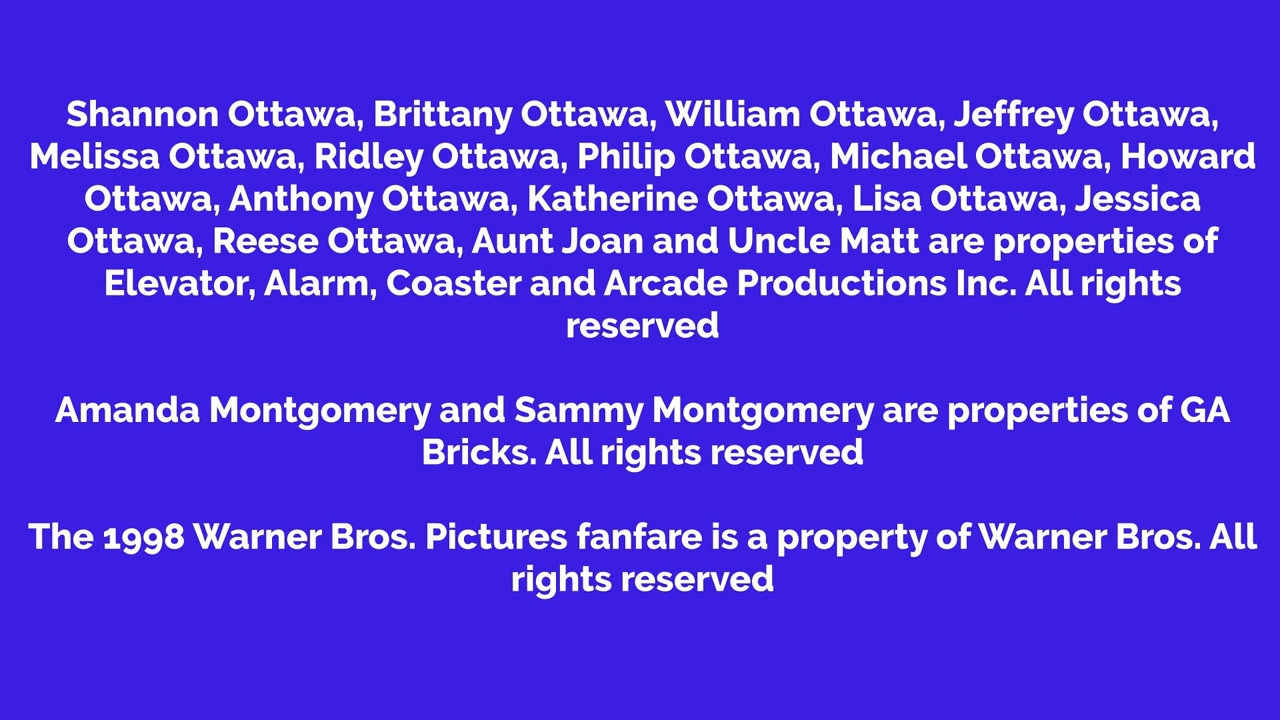 Shannon Ottawa, Brittany Ottawa, William Ottawa, Jeffrey Ottawa,
Melissa Ottawa, Ridley Ottawa, Philip Ottawa, Michael Ottawa, Howard
Ottawa, Anthony Ottawa, Katherine Ottawa, Lisa Ottawa, Jessica
Ottawa, Reese Ottawa, Aunt Joan and Uncle Matt are properties of
Elevator, Alarm, Coaster and Arcade Productions Inc. All rights
reserved
Amanda Montgomery and Sammy Montgomery are properties of GA
Bricks. All rights reserved
The 1998 Warner Bros. Pictures fanfare is a property of Warner Bros. All
rights reserved